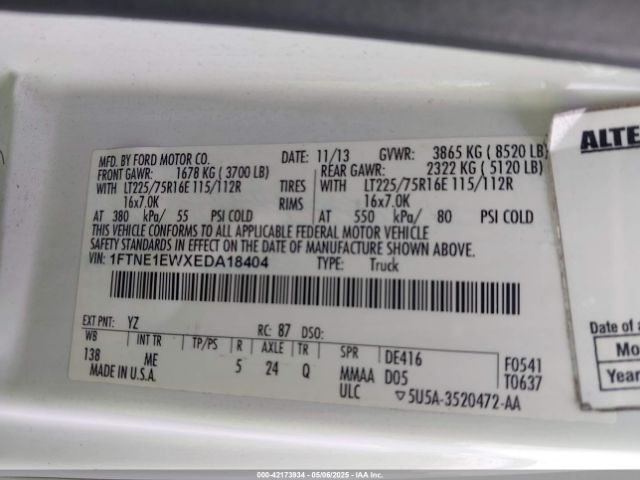 MFD. BY FORD MOTOR CO. DATE: 11/13 GVWR: 3865 KG ( 8520 LB)
FRONT GAWR: 1678 KG ( 3700 LB) REAR GAWR: 2322 KG ( 5120 LB)
WITH LT225/75R16E 115/112R TIRES WITH LT225/75R16E 115/112R
16x7.0K RIMS 16x7.0K
AT 380 kPa/ 55 PSI COLD AT 550 kPa/ 80 PSI COLD
THIS VEHICLE CONFORMS TO ALL APPLICABLE FEDERAL MOTOR VEHICLE
SAFETY STANDARDS IN EFFECT ON THE DATE OF MANUFACTURE SHOWN ABOVE.
VIN: 1FTNE1EWXEDA18404 TYPE: Truck
EXT PNT: YZ RC: 87 DSO:
WB INT TR TP/PS R AXLE TR SPR DE416 F0541
138 ME 5 24 Q MMAA D05 T0637
MADE IN U.S.A. ULC ▽5U5A-3520472-AA
ALTE
Date of a
Mo
Year
000-42173934 - 05/06/2025 - IAAI COPART